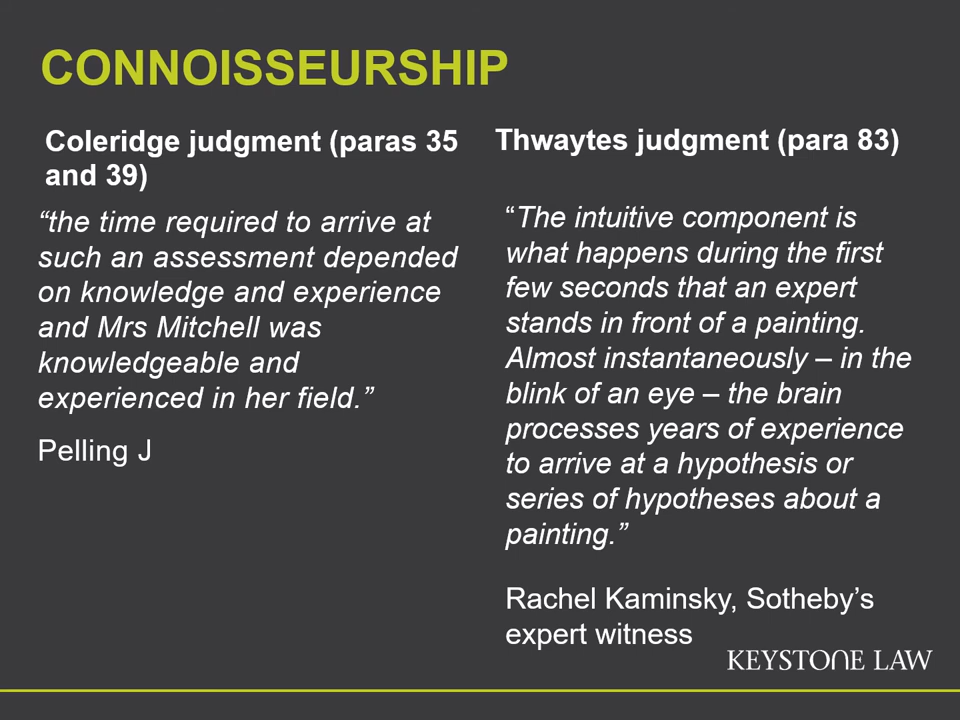 CONNOISSEURSHIP
Coleridge judgment (paras 35
and 39)
“the time required to arrive at
such an assessment depended
on knowledge and experience
and Mrs Mitchell was
knowledgeable and
experienced in her field.”
Pelling J
Thwaytes judgment (para 83)
“The intuitive component is
what happens during the first
few seconds that an expert
stands in front of a painting.
Almost instantaneously – in the
blink of an eye – the brain
processes years of experience
to arrive at a hypothesis or
series of hypotheses about a
painting.”
Rachel Kaminsky, Sotheby’s
expert witness
KEYSTONE LAW